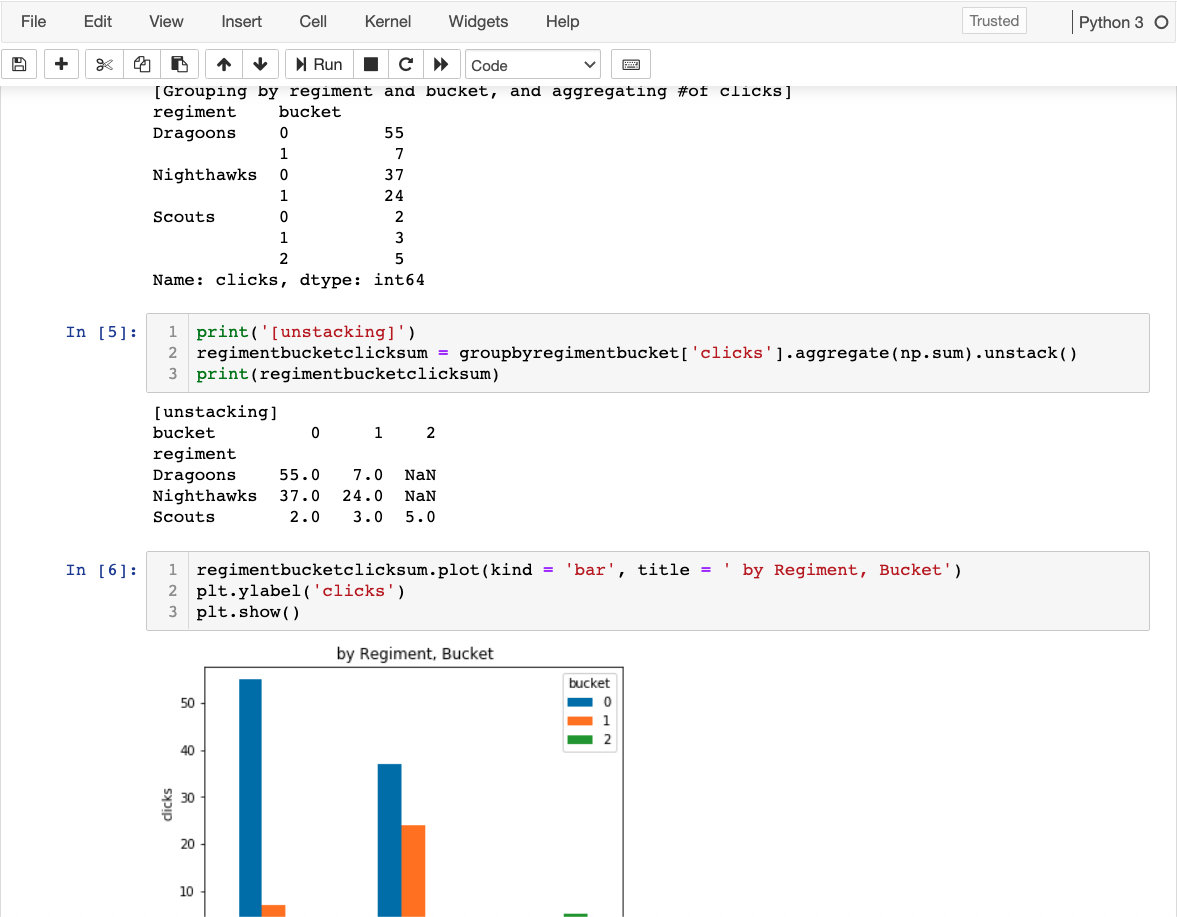 File Edit View Insert Cell Kernel Widgets Help Trusted Python 3
Run Code
[Grouping by regiment and bucket, and aggregating #of clicks]
regiment    bucket
Dragoons    0         55
            1          7
Nighthawks  0         37
            1         24
Scouts      0          2
            1          3
            2          5
Name: clicks, dtype: int64
In [5]:
1 print('[unstacking]')
2 regimentbucketclicksum = groupbyregimentbucket['clicks'].aggregate(np.sum).unstack()
3 print(regimentbucketclicksum)
[unstacking]
bucket         0     1    2
regiment
Dragoons    55.0   7.0  NaN
Nighthawks  37.0  24.0  NaN
Scouts       2.0   3.0  5.0
In [6]:
1 regimentbucketclicksum.plot(kind = 'bar', title = ' by Regiment, Bucket')
2 plt.ylabel('clicks')
3 plt.show()
by Regiment, Bucket
bucket
0
1
2
50
40
30
20
10
clicks